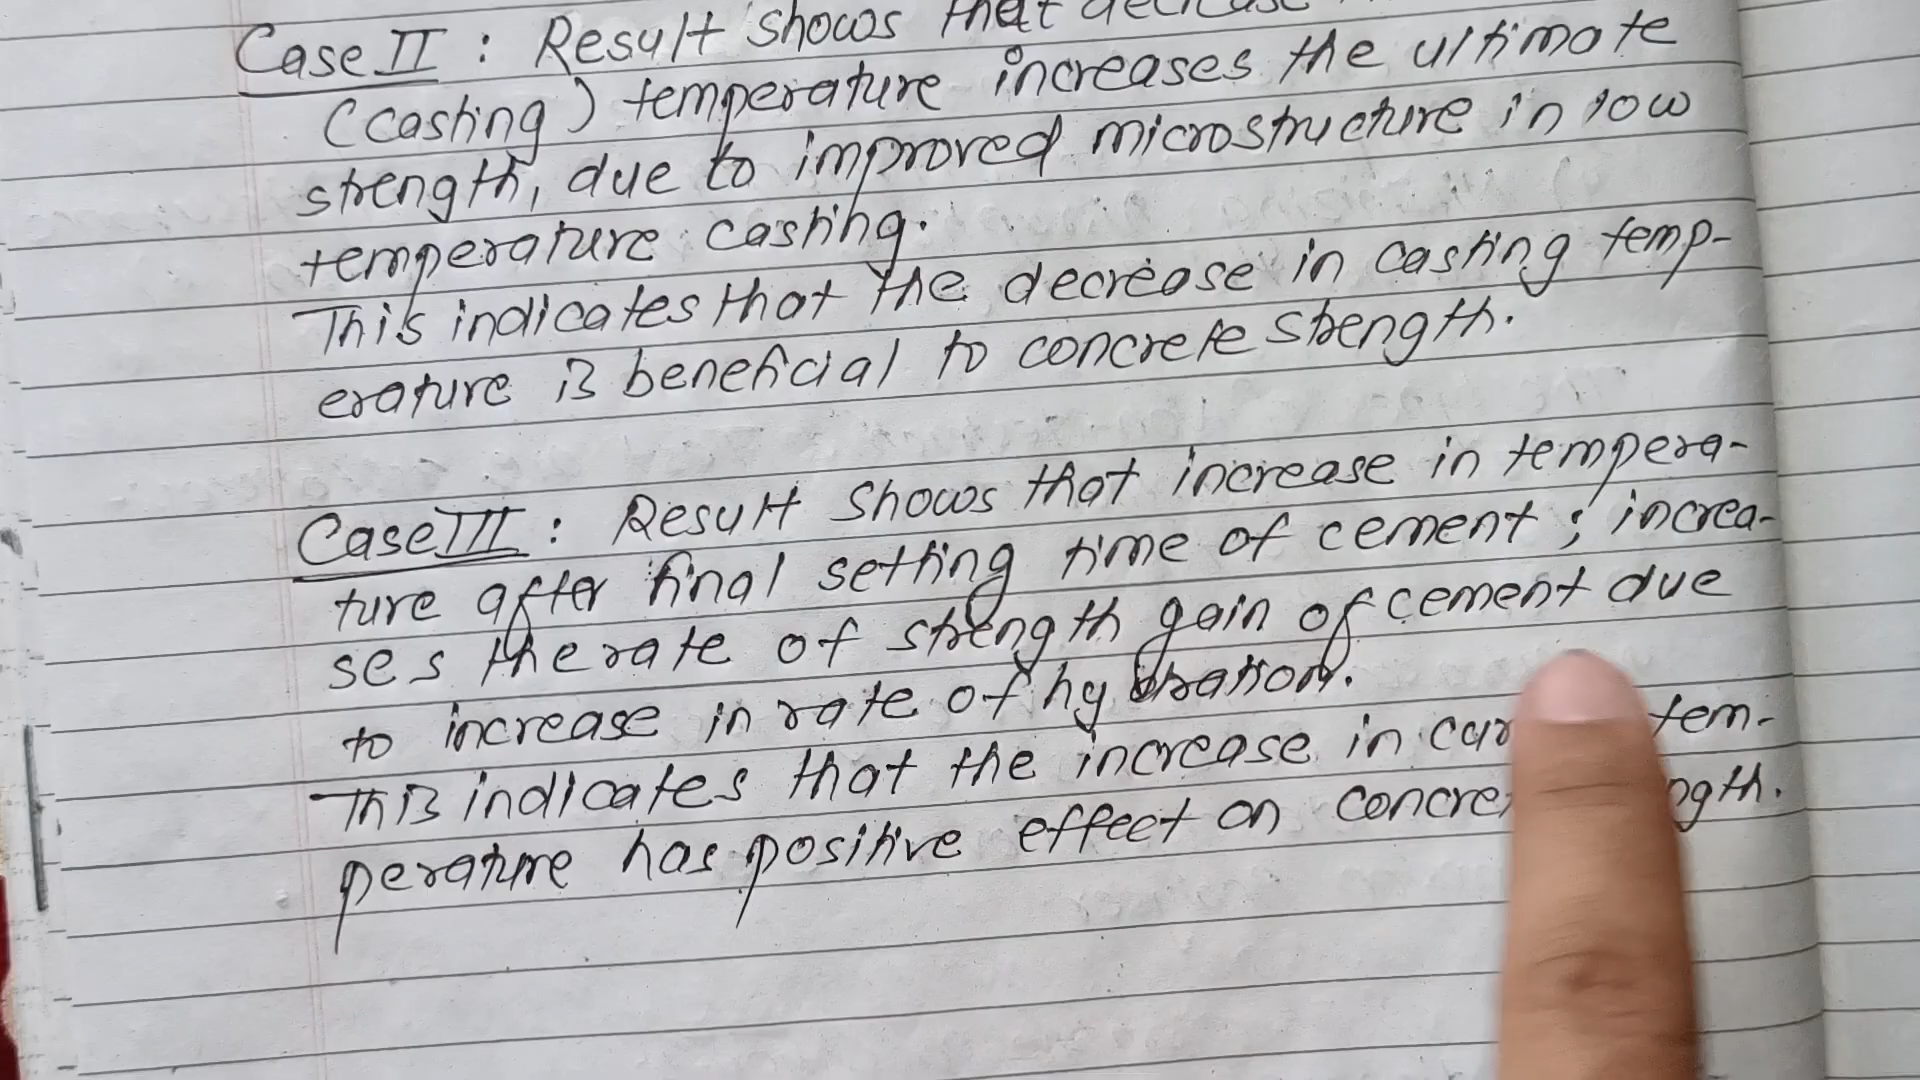 Case II : Result shows that decrease
(casting) temperature increases the ultimate
strength, due to improved microstructure in low
temperature casting.
This indicates that the decrease in casting temp-
erature is beneficial to concrete strength.
Case III : Result shows that increase in tempera-
ture after final setting time of cement ; increa-
ses the rate of strength gain of cement due
to increase in rate of hydration.
This indicates that the increase in tem-
perature has positive effect on